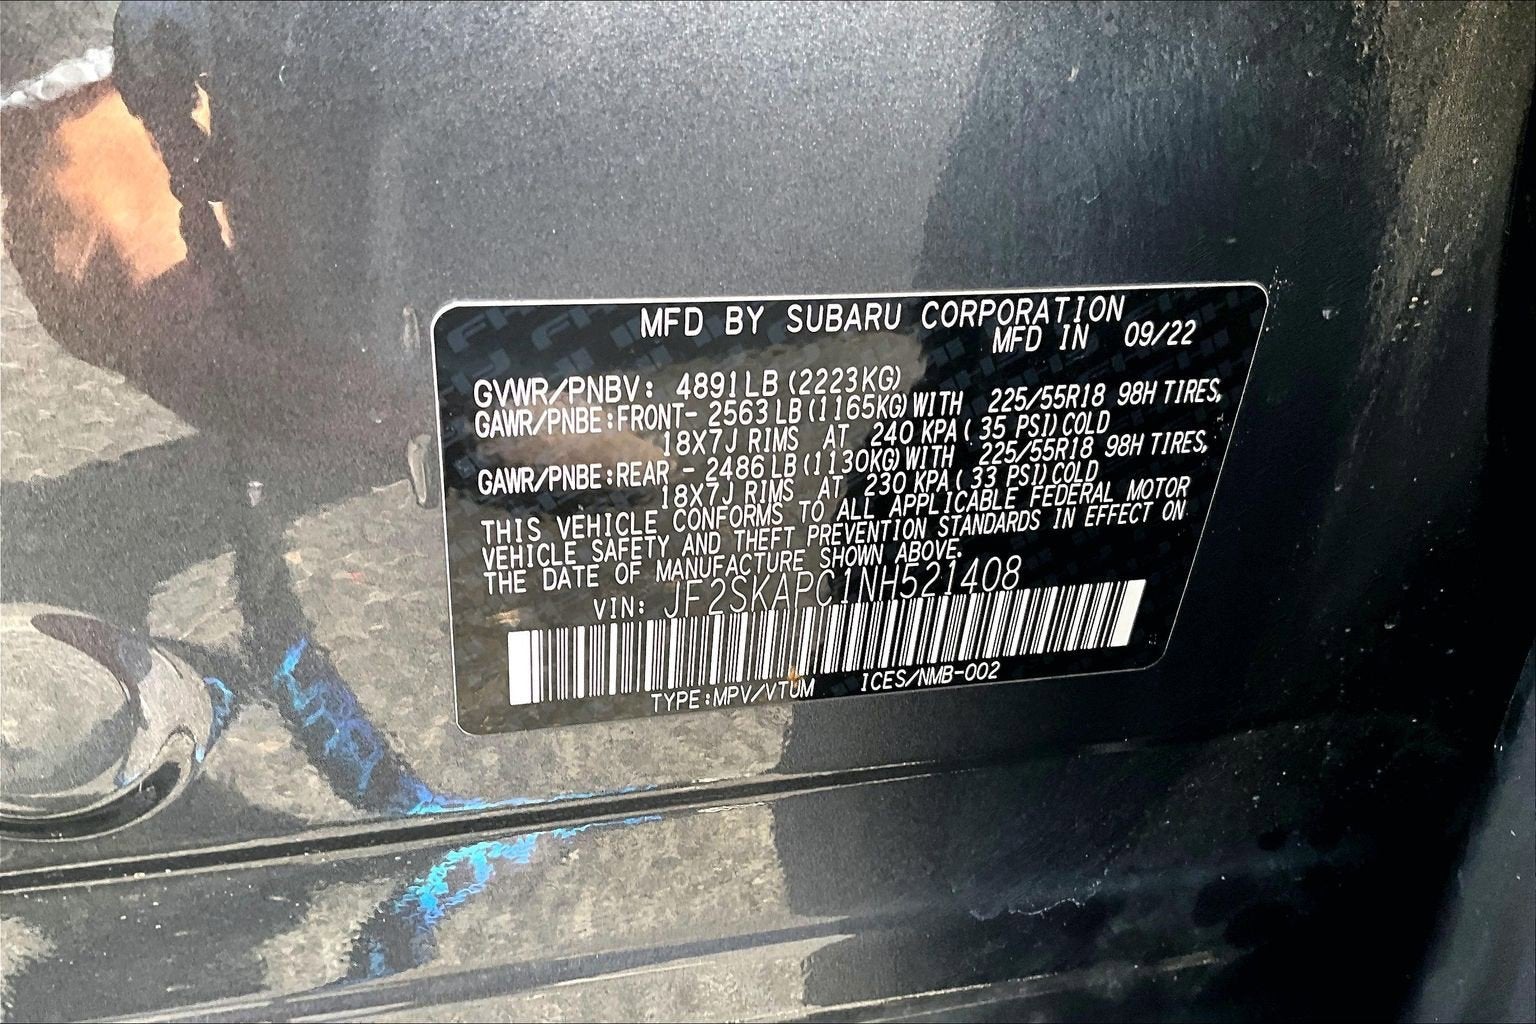 MFD BY SUBARU CORPORATION
MFD IN 09/22
GVWR/PNBV: 4891LB (2223KG)
GAWR/PNBE:FRONT- 2563 LB (1165KG) WITH 225/55R18 98H TIRES,
18X7J RIMS AT 240 KPA ( 35 PSI) COLD
GAWR/PNBE:REAR - 2486 LB (1130KG) WITH 225/55R18 98H TIRES,
18X7J RIMS AT 230 KPA ( 33 PSI) COLD
THIS VEHICLE CONFORMS TO ALL APPLICABLE FEDERAL MOTOR
VEHICLE SAFETY AND THEFT PREVENTION STANDARDS IN EFFECT ON
THE DATE OF MANUFACTURE SHOWN ABOVE.
VIN: JF2SKAPC1NH521408
TYPE:MPV/VTUM ICES/NMB-002